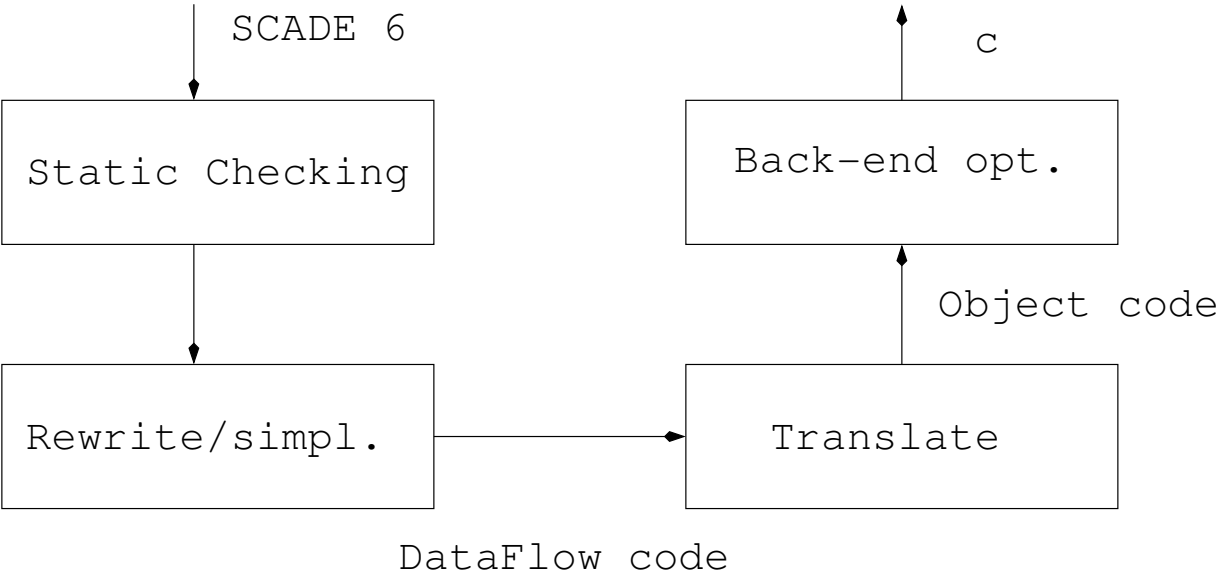 SCADE 6
c
Static Checking
Back-end opt.
Object code
Rewrite/simpl.
Translate
DataFlow code